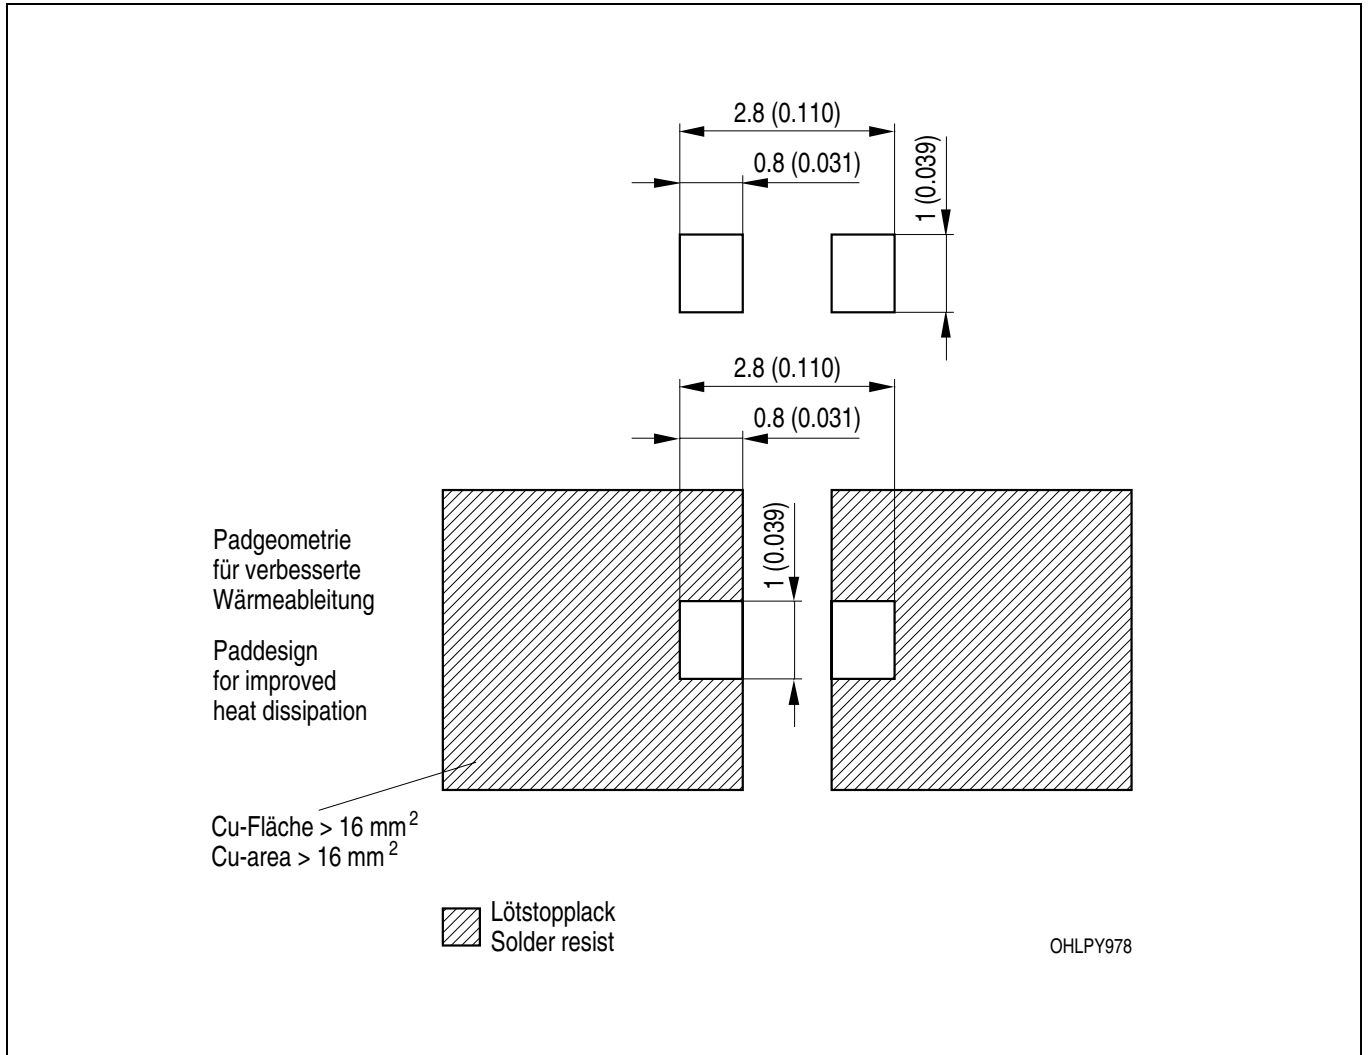 2.8 (0.110)
0.8 (0.031)
1 (0.039)
2.8 (0.110)
0.8 (0.031)
1 (0.039)
Padgeometrie
für verbesserte
Wärmeableitung
Paddesign
for improved
heat dissipation
Cu-Fläche > 16 mm²
Cu-area > 16 mm²
Lötstopplack
Solder resist
OHLPY978